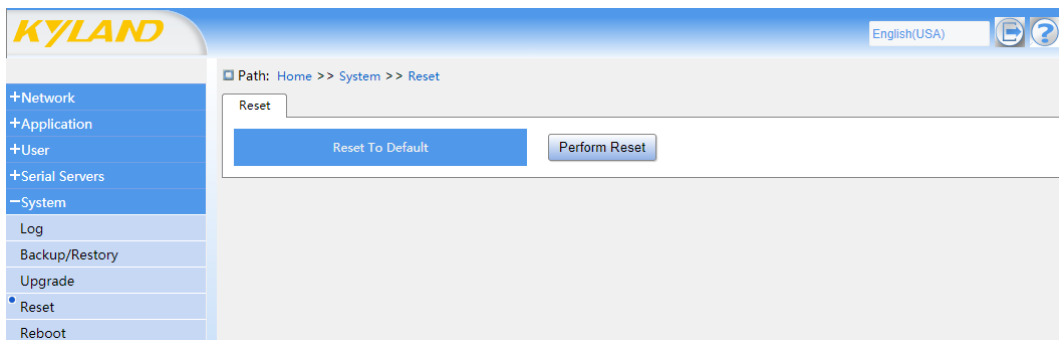 KYLAND
English(USA)
Path: Home >> System >> Reset
+Network
+Application
+User
+Serial Servers
−System
Log
Backup/Restory
Upgrade
Reset
Reboot
Reset
Reset To Default
Perform Reset